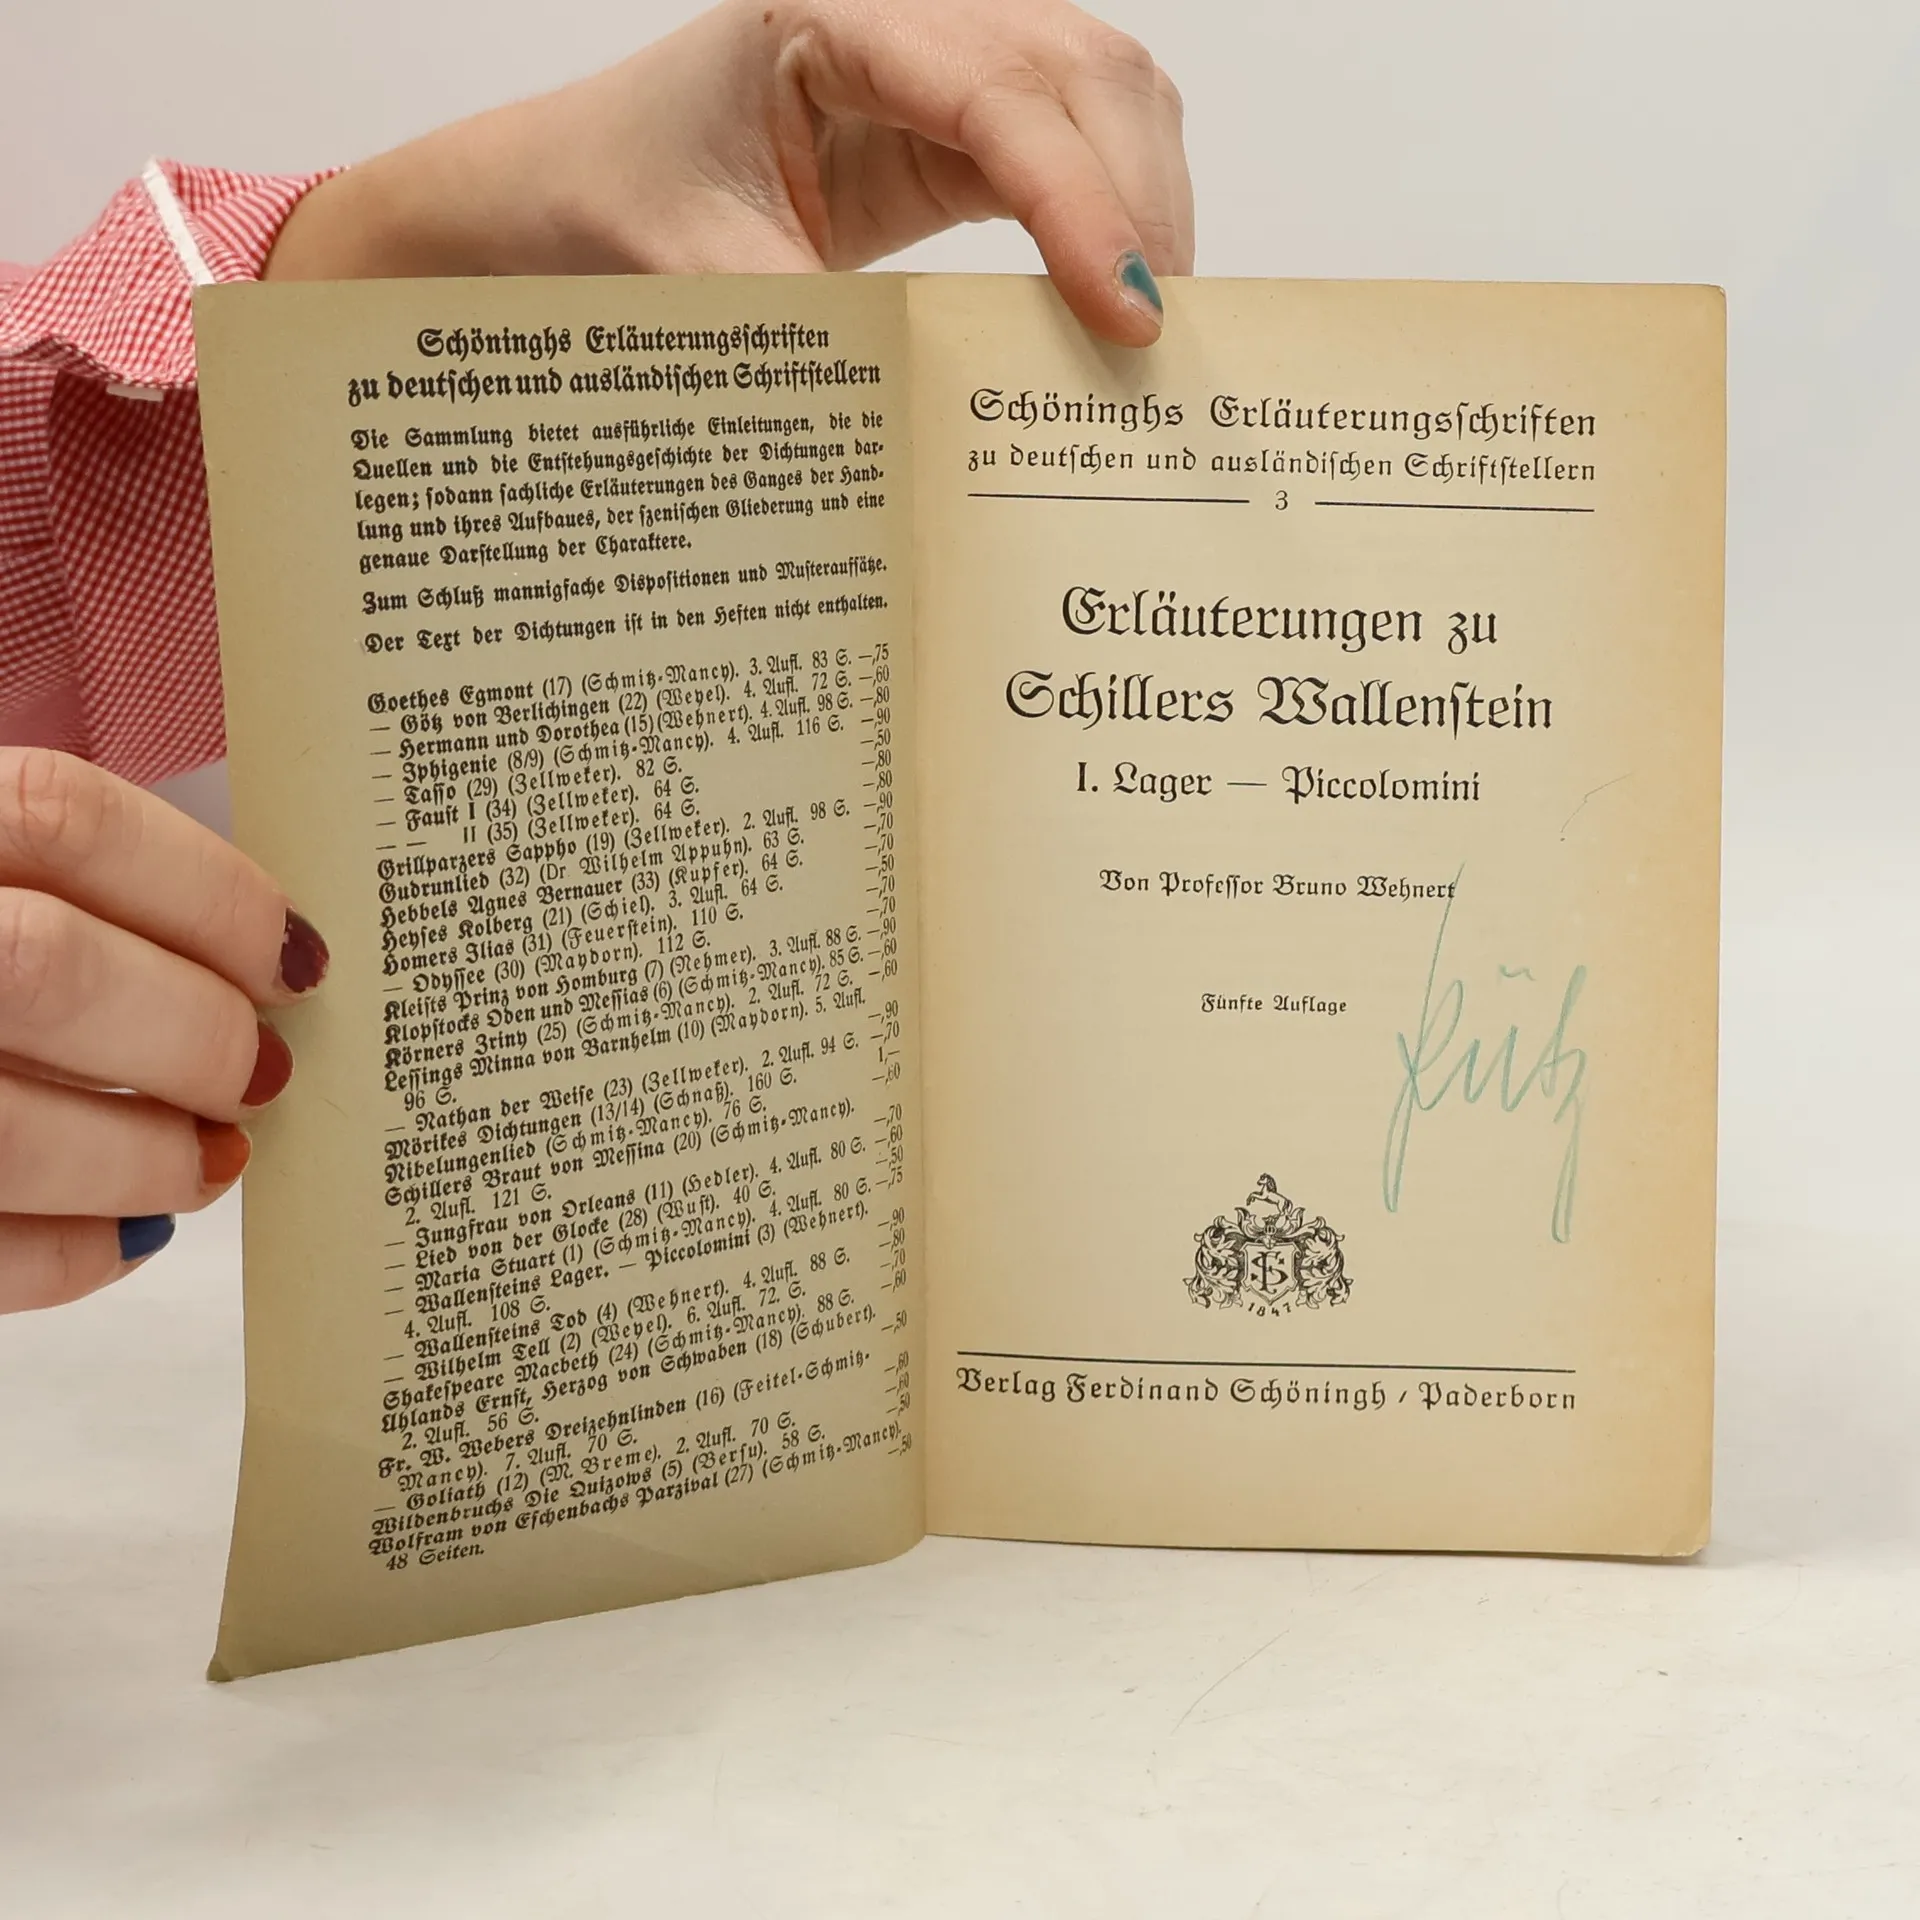 Schöninghs Erläuterungsschriften
zu deutschen und ausländischen Schriftstellern
Die Sammlung bietet ausführliche Einleitungen, die die
Quellen und die Entstehungsgeschichte der Dichtungen dar-
legen; sodann sachliche Erläuterungen des Ganges der Hand-
lung und ihres Aufbaues, der szenischen Gliederung und eine
genaue Darstellung der Charaktere.
Zum Schluß mannigfache Dispositionen und Musteraufsätze.
Der Text der Dichtungen ist in den Heften nicht enthalten.
Goethes Egmont (17) (Schmitz-Mancy). 3. Aufl. 83 S. —,75
— Götz von Berlichingen (22) (Weyel). 4. Aufl. 72 S. —,60
— Hermann und Dorothea (15) (Wehnert). 4. Aufl. 98 S. —,80
— Iphigenie (8/9) (Schmitz-Mancy). 4. Aufl. 116 S. —,90
— Tasso (29) (Zellweker). 82 S. —,50
— Faust I (34) (Zellweker). 64 S. —,80
— — II (35) (Zellweker). 64 S. —,80
Grillparzers Sappho (19) (Zellweker). 2. Aufl. 98 S. —,90
Gudrunlied (32) (Dr. Wilhelm Appuhn). 63 S. —,70
Hebbels Agnes Bernauer (33) (Kupfer). 64 S. —,70
Heyses Kolberg (21) (Schiel). 3. Aufl. 64 S. —,50
Homers Ilias (31) (Feuerstein). 110 S. —,70
— Odyssee (30) (Maydorn). 112 S. —,70
Kleists Prinz von Homburg (7) (Nehmer). 3. Aufl. 88 S. —,90
Klopstocks Oden und Messias (6) (Schmitz-Mancy). 85 S. —,60
Körners Zriny (25) (Schmitz-Mancy). 2. Aufl. 72 S. —,60
Lessings Minna von Barnhelm (10) (Maydorn). 5. Aufl.
96 S. —,90
— Nathan der Weise (23) (Zellweker). 2. Aufl. 94 S. —,70
Mörikes Dichtungen (13/14) (Schnaß). 160 S. 1,—
Nibelungenlied (Schmitz-Mancy). 76 S. —,60
Schillers Braut von Messina (20) (Schmitz-Mancy).
2. Aufl. 121 S. —,70
— Jungfrau von Orleans (11) (Hedler). 4. Aufl. 80 S. —,60
— Lied von der Glocke (28) (Wust). 40 S. —,50
— Maria Stuart (1) (Schmitz-Mancy). 4. Aufl. 80 S. —,75
— Wallensteins Lager. — Piccolomini (3) (Wehnert).
4. Aufl. 108 S. —,90
— Wallensteins Tod (4) (Wehnert). 4. Aufl. 88 S. —,80
— Wilhelm Tell (2) (Weyel). 6. Aufl. 72. S. —,70
Shakespeare Macbeth (24) (Schmitz-Mancy). 88 S. —,60
Uhlands Ernst, Herzog von Schwaben (18) (Schubert).
2. Aufl. 56 S. —,50
Fr. W. Webers Dreizehnlinden (16) (Feitel-Schmitz-
Mancy). 7. Aufl. 70 S. —,60
— Goliath (12) (M. Breme). 2. Aufl. 70 S. —,60
Wildenbruchs Die Quizows (5) (Bersu). 58 S. —,50
Wolfram von Eschenbachs Parzival (27) (Schmitz-Mancy).
48 Seiten. —,50
Schöninghs Erläuterungsschriften
zu deutschen und ausländischen Schriftstellern
3
Erläuterungen zu
Schillers Wallenstein
I. Lager — Piccolomini
Von Professor Bruno Wehnert
Fünfte Auflage
1847
Verlag Ferdinand Schöningh / Paderborn